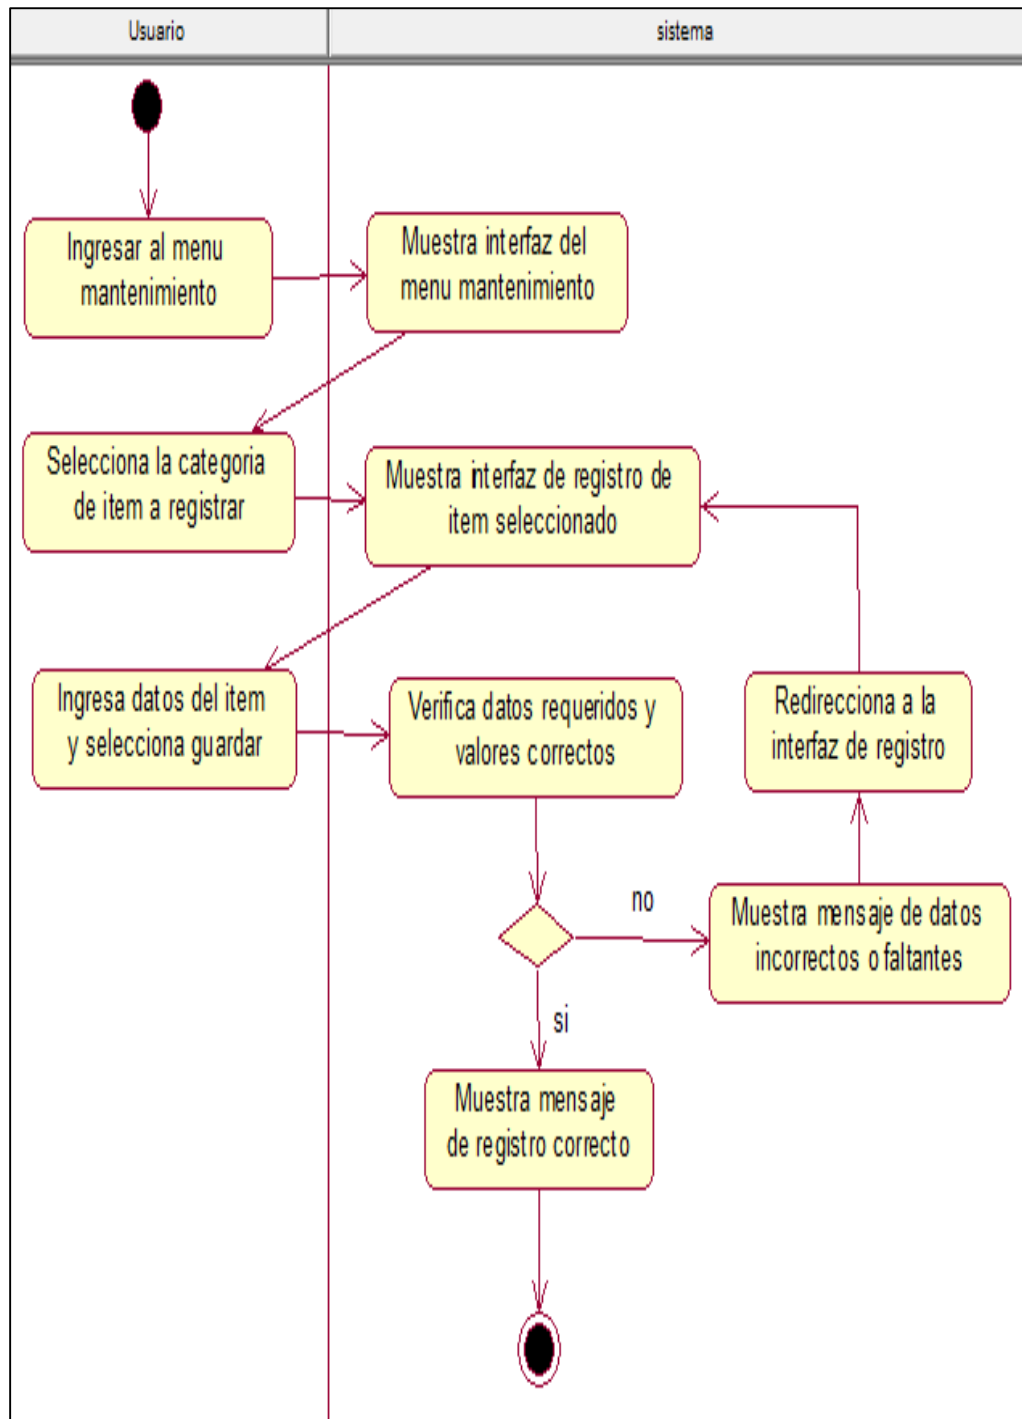 Usuario
sistema
Ingresar al menu
mantenimiento
Muestra interfaz del
menu mantenimiento
Selecciona la categoria
de item a registrar
Muestra interfaz de registro de
item seleccionado
Ingresa datos del item
y selecciona guardar
Verifica datos requeridos y
valores correctos
Redirecciona a la
interfaz de registro
no
Muestra mensaje de datos
incorrectos o faltantes
si
Muestra mensaje
de registro correcto